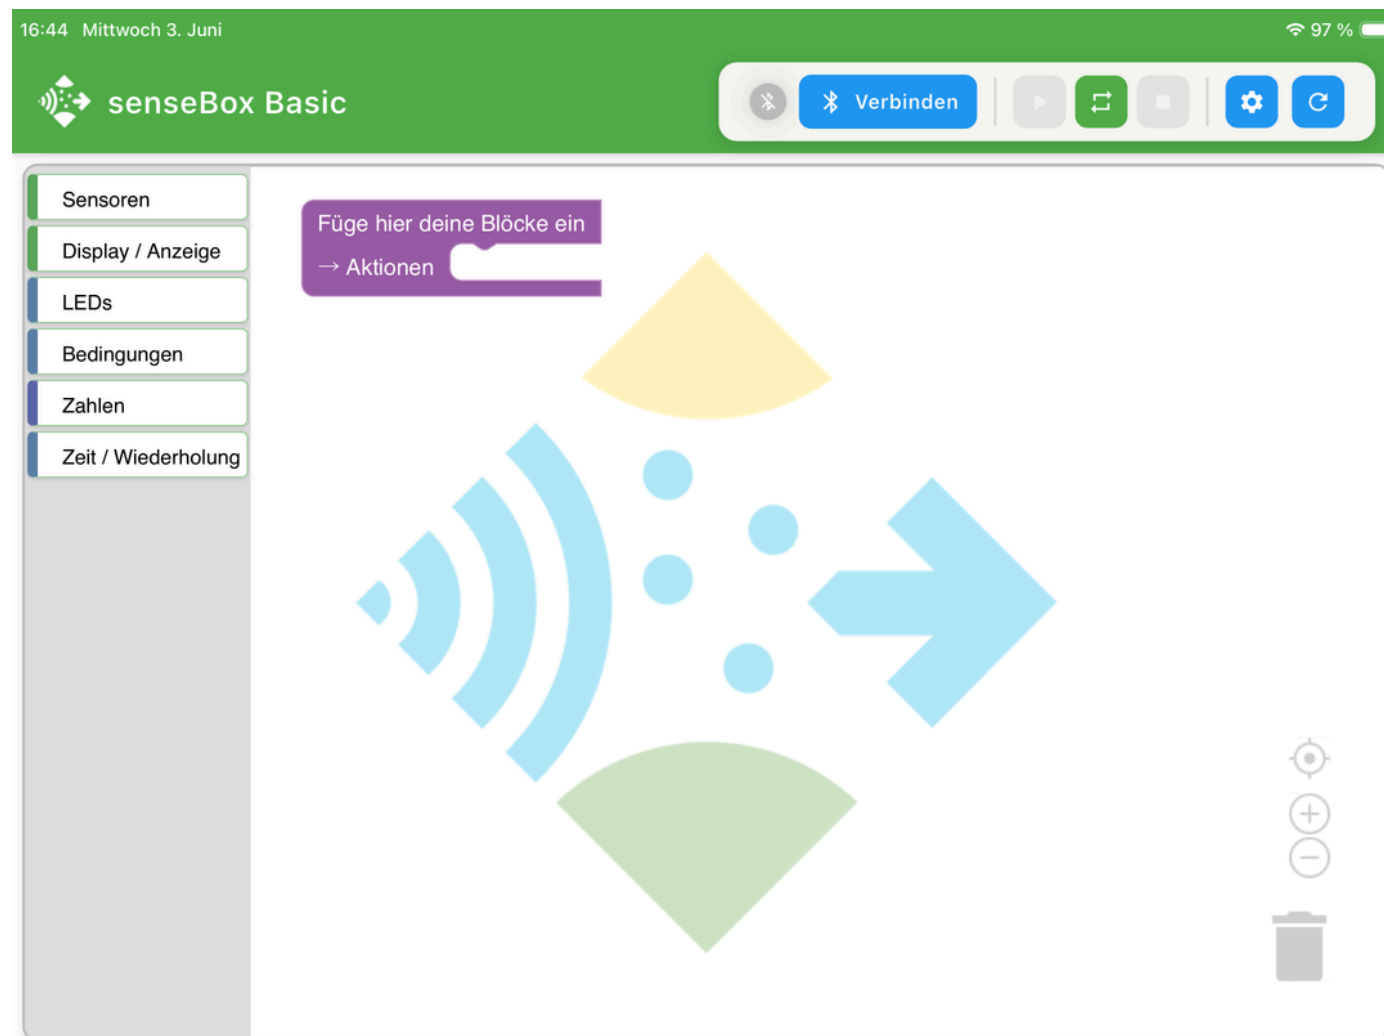 16:44 Mittwoch 3. Juni
97 %
senseBox Basic
Verbinden
Sensoren
Display / Anzeige
LEDs
Bedingungen
Zahlen
Zeit / Wiederholung
Füge hier deine Blöcke ein
→ Aktionen